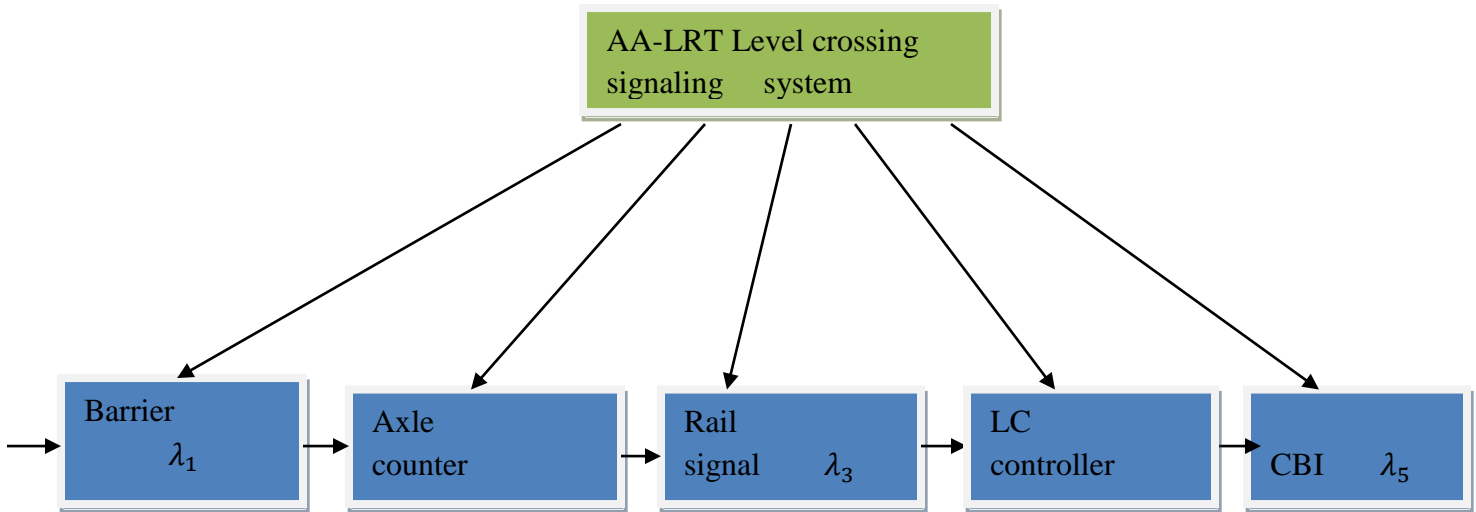 AA-LRT Level crossing
signaling system
Barrier
λ₁
Axle
counter
Rail
signal λ₃
LC
controller
CBI λ₅